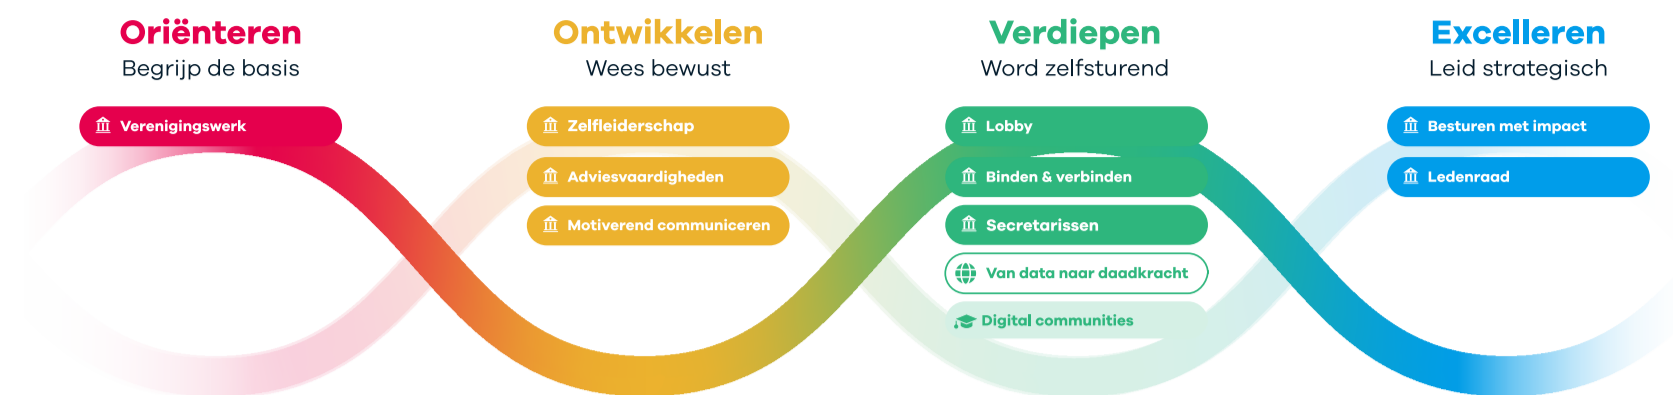 Oriënteren
Begrijp de basis
Verenigingswerk
Ontwikkelen
Wees bewust
Zelfleiderschap
Adviesvaardigheden
Motiverend communiceren
Verdiepen
Word zelfsturend
Lobby
Binden & verbinden
Secretarissen
Van data naar daadkracht
Digital communities
Excelleren
Leid strategisch
Besturen met impact
Ledenraad